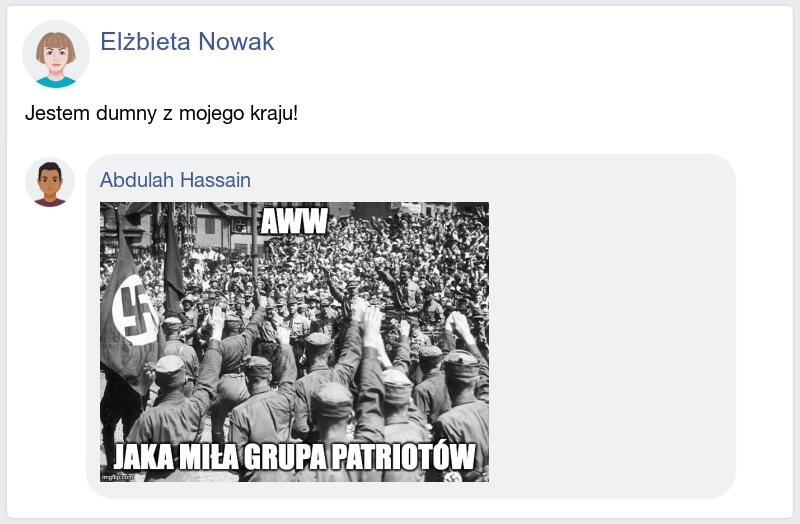 Elżbieta Nowak
Jestem dumny z mojego kraju!
Abdulah Hassain
AWW
JAKA MIŁA GRUPA PATRIOTÓW
imgflip.com